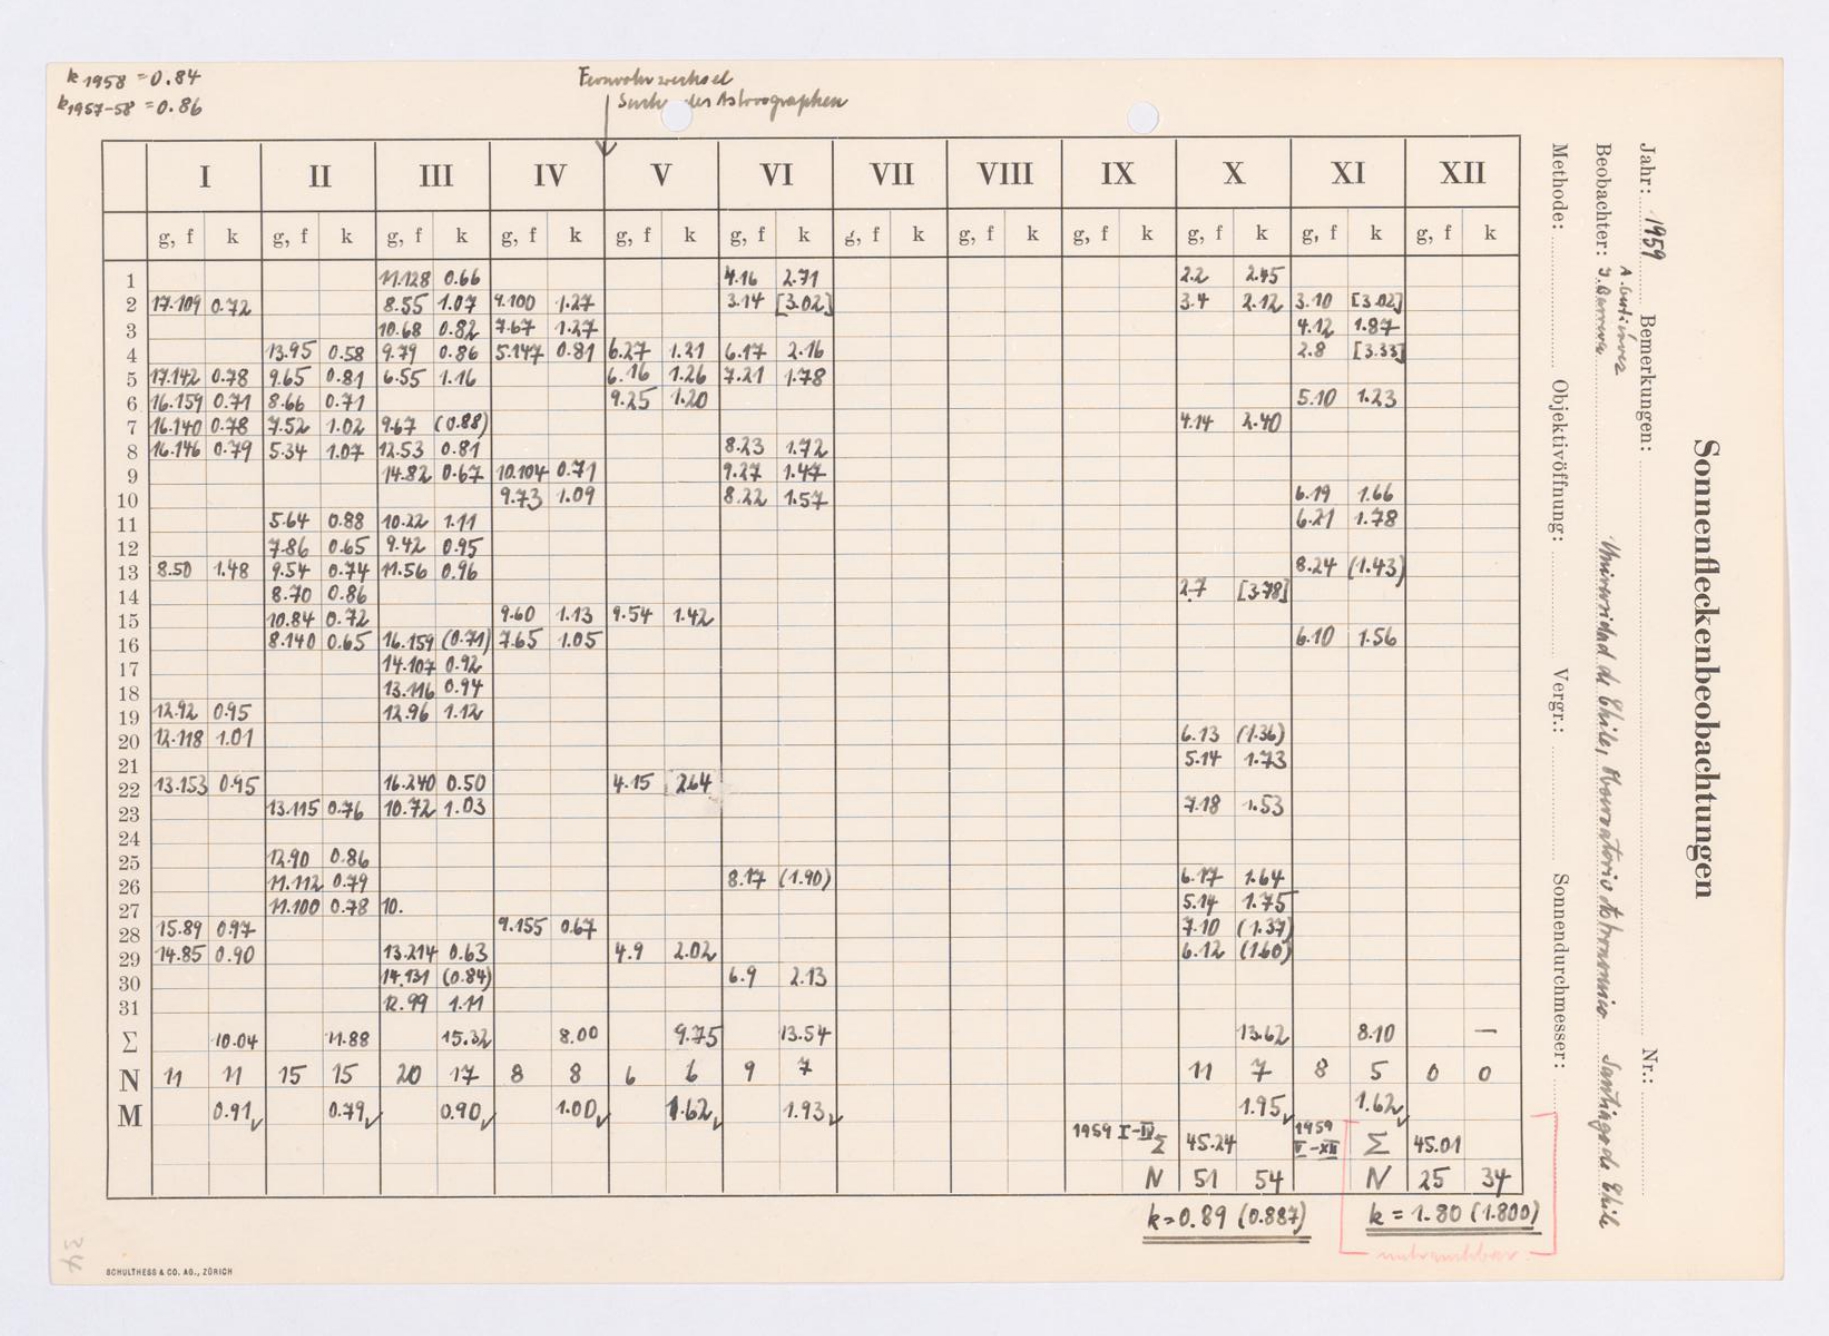 k 1958 = 0.84
k 1957-58 = 0.86
Fernrohrwechsel
des Astrographen
I II III IV V VI VII VIII IX X XI XII
g, f k g, f k g, f k g, f k g, f k g, f k g, f k g, f k g, f k g, f k g, f k g, f k
1 11.128 0.66 4.16 2.71 2.2 2.45
2 17.109 0.72 8.55 1.07 9.100 1.27 3.14 [3.02] 3.4 2.12 3.10 [3.02]
3 10.68 0.82 7.67 1.27 4.12 1.87
4 13.95 0.58 9.79 0.86 5.147 0.81 6.27 1.21 6.17 2.16 2.8 [3.33]
5 17.142 0.78 9.65 0.81 6.55 1.16 6.16 1.26 7.21 1.78
6 16.159 0.71 8.66 0.71 9.25 1.20 5.10 1.23
7 16.140 0.78 7.52 1.02 9.67 (0.88) 4.14 2.40
8 16.146 0.79 5.34 1.07 12.53 0.81 8.23 1.72
9 14.82 0.67 10.104 0.71 9.27 1.47
10 9.73 1.09 8.22 1.57 6.19 1.66
11 5.64 0.88 10.22 1.11 6.21 1.78
12 7.86 0.65 9.42 0.95
13 8.50 1.48 9.54 0.74 11.56 0.96 8.24 (1.43)
14 8.70 0.86 2.7 [3.78]
15 10.84 0.72 9.60 1.13 9.54 1.42
16 8.140 0.65 16.159 (0.71) 7.65 1.05 6.10 1.56
17 14.107 0.92
18 13.116 0.94
19 12.92 0.95 12.96 1.12
20 12.118 1.01 6.13 (1.36)
21 5.14 1.73
22 13.153 0.95 16.240 0.50 4.15 2.64
23 13.115 0.76 10.72 1.03 7.18 1.53
24
25 12.90 0.86
26 11.112 0.79 8.17 (1.90) 6.17 1.64
27 11.100 0.78 10. 5.14 1.75
28 15.89 0.97 9.155 0.67 7.10 (1.37)
29 14.85 0.90 13.214 0.63 4.9 2.02 6.12 (1.60)
30 14.131 (0.84) 6.9 2.13
31 12.99 1.11
Σ 10.04 11.88 15.32 8.00 9.75 13.54 13.62 8.10 —
N 11 11 15 15 20 17 8 8 6 6 9 7 11 7 8 5 0 0
M 0.91 0.79 0.90 1.00 1.62 1.93 1.95 1.62
1959 I-IV Σ 45.24 1959 V-XII Σ 45.01
N 51 54 N 25 34
k = 0.89 (0.887) k = 1.80 (1.800)
unbrauchbar
34
SCHULTHESS & CO. AG., ZÜRICH
Sonnenfleckenbeobachtungen
Jahr: 1959 Bemerkungen: Nr.:
Beobachter: Universidad de Chile, Observatorio Astronomico Santiago de Chile
Methode: Objektivöffnung: Vergr.: Sonnendurchmesser: